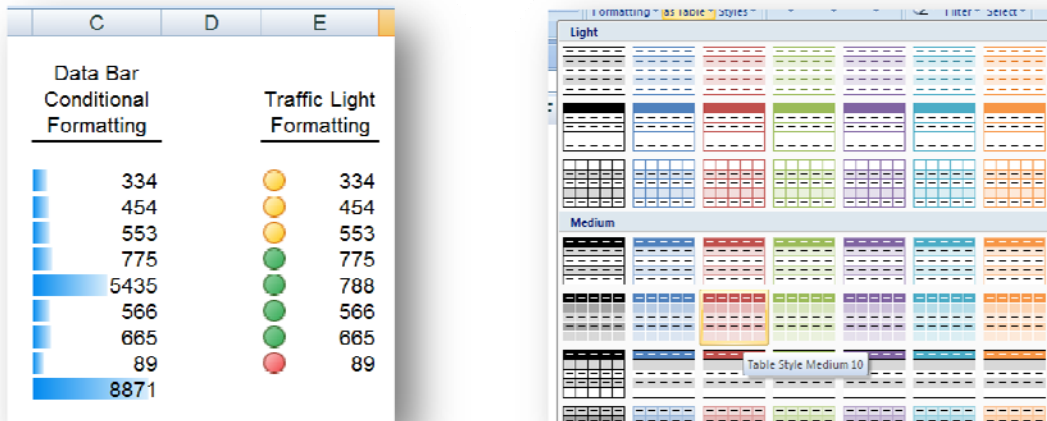 C D E
Data Bar
Conditional
Formatting
Traffic Light
Formatting
334 334
454 454
553 553
775 775
5435 788
566 566
665 665
89 89
8871
Formatting as Table Styles Filter Select
Light
Medium
Table Style Medium 10